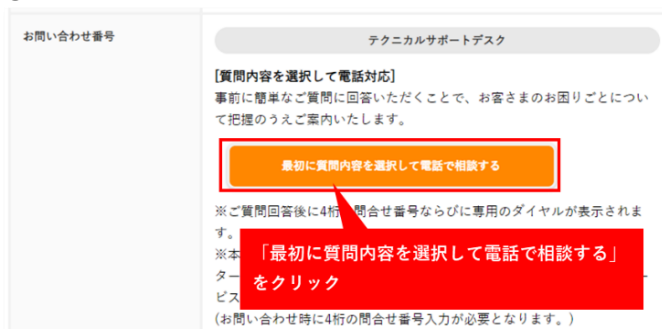 お問い合わせ番号
テクニカルサポートデスク
[質問内容を選択して電話対応]
事前に簡単なご質問に回答いただくことで、お客さまのお困りごとについ
て把握のうえご案内いたします。
最初に質問内容を選択して電話で相談する
※ご質問回答後に4桁 問合せ番号ならびに専用のダイヤルが表示されま
す。
※本
「最初に質問内容を選択して電話で相談する」
ター
をクリック
ビス
(お問い合わせ時に4桁の問合せ番号入力が必要となります。)